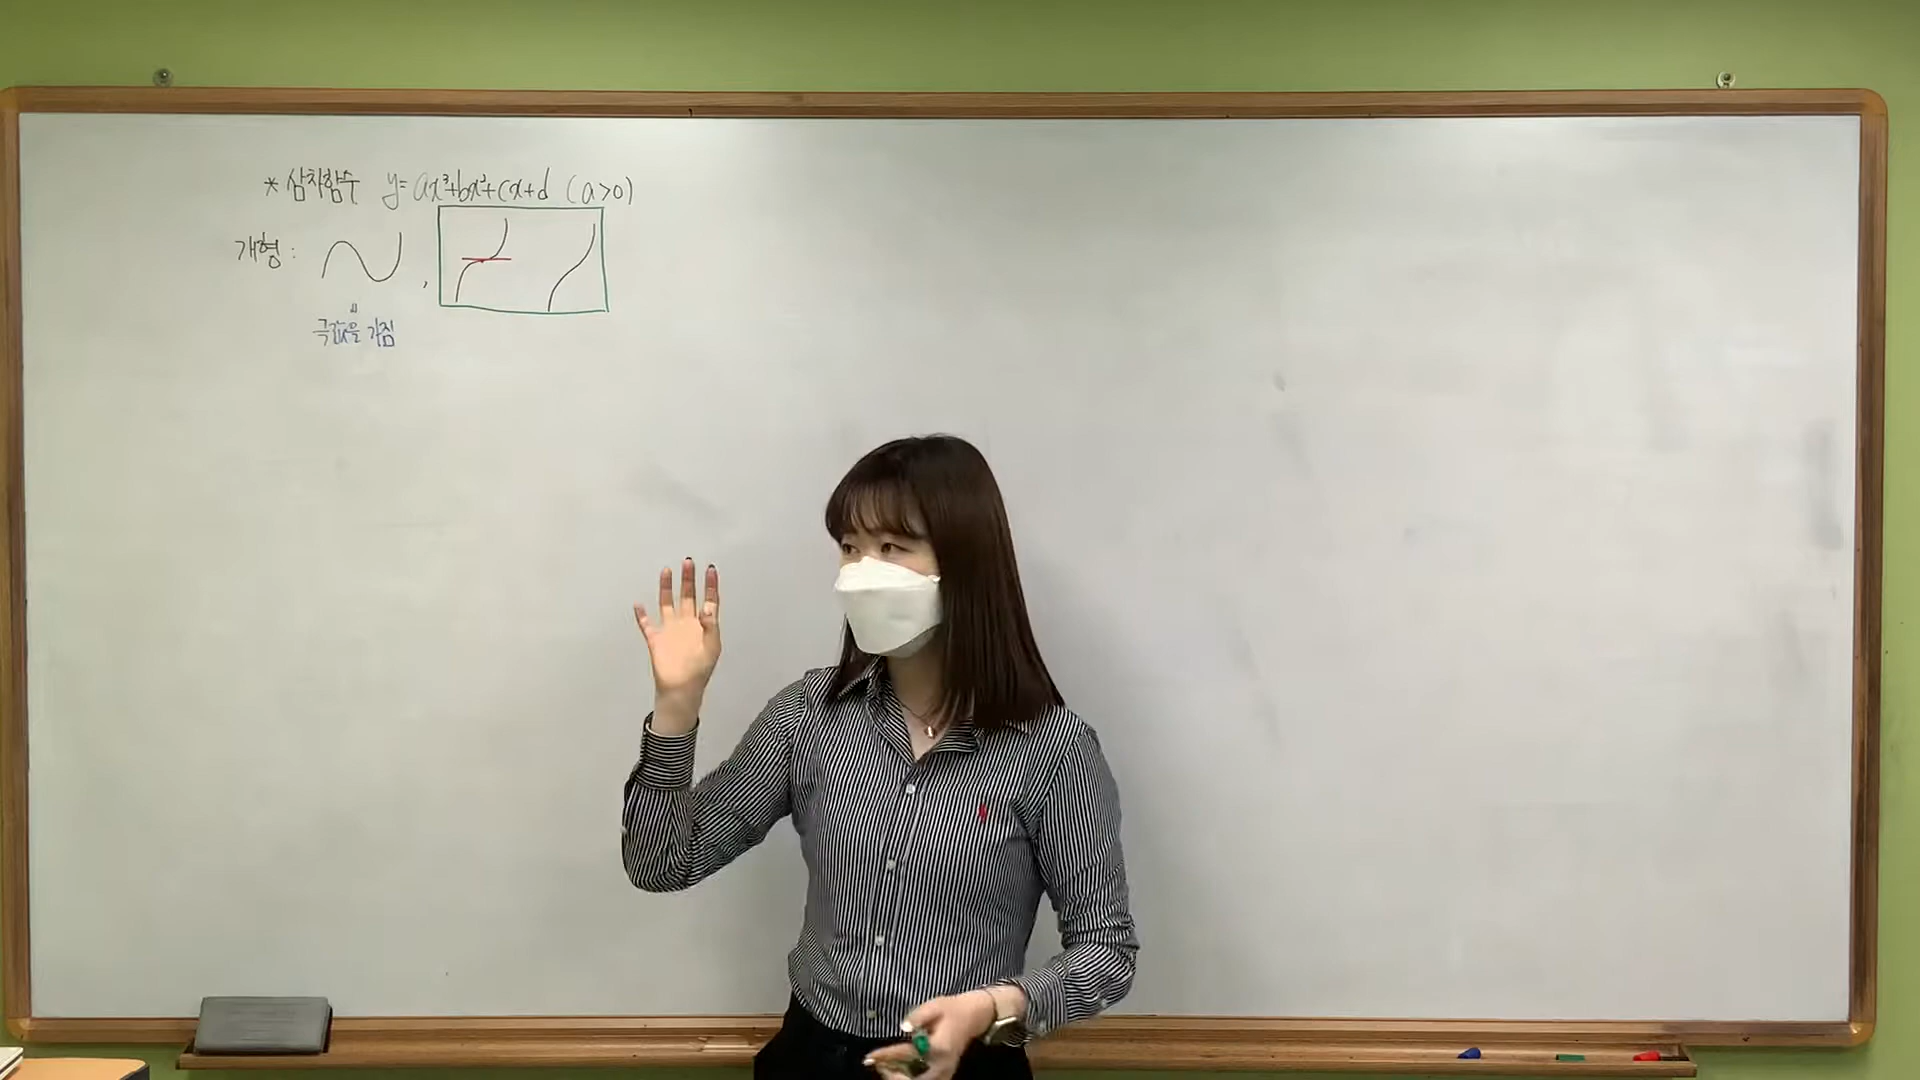 * 삼차함수 y=ax³+bx²+cx+d (a>0)
개형 : ,
극값을 가짐